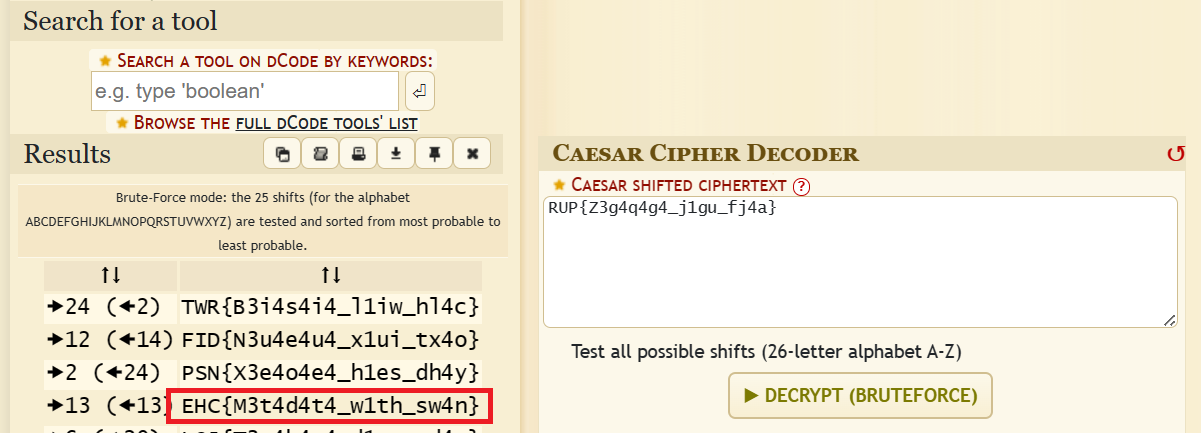 Search for a tool
★ SEARCH A TOOL ON DCODE BY KEYWORDS:
e.g. type 'boolean'
★ BROWSE THE FULL DCODE TOOLS' LIST
Results
Brute-Force mode: the 25 shifts (for the alphabet
ABCDEFGHIJKLMNOPQRSTUVWXYZ) are tested and sorted from most probable to
least probable.
↑↓ ↑↓
→24 (←2) TWR{B3i4s4i4_l1iw_hl4c}
→12 (←14) FID{N3u4e4u4_x1ui_tx4o}
→2 (←24) PSN{X3e4o4e4_h1es_dh4y}
→13 (←13) EHC{M3t4d4t4_w1th_sw4n}
CAESAR CIPHER DECODER
★ CAESAR SHIFTED CIPHERTEXT ?
RUP{Z3g4q4g4_j1gu_fj4a}
Test all possible shifts (26-letter alphabet A-Z)
▶ DECRYPT (BRUTEFORCE)